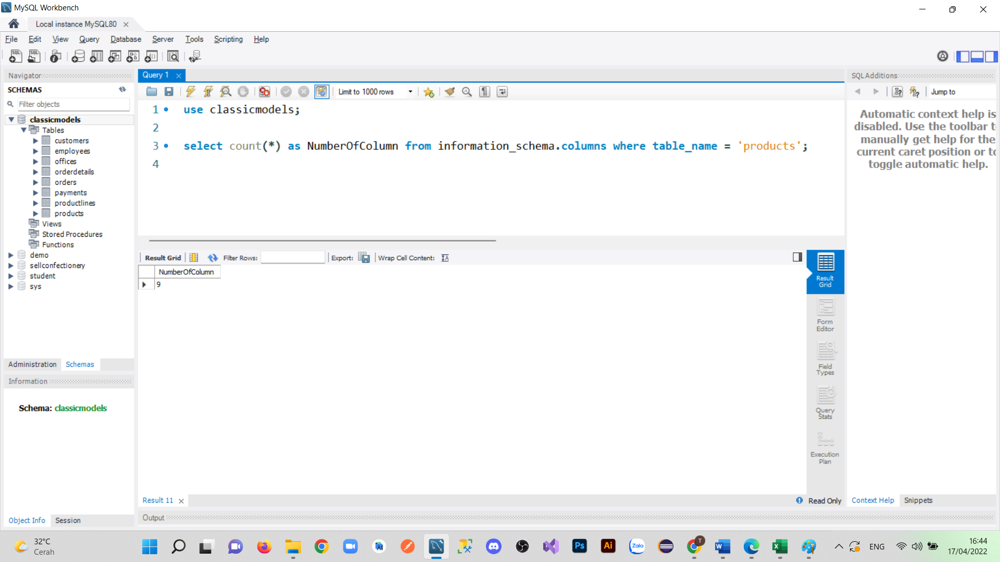 MySQL Workbench
Local instance MySQL80
File Edit View Query Database Server Tools Scripting Help
Navigator
SCHEMAS
Filter objects
classicmodels
Tables
customers
employees
offices
orderdetails
orders
payments
productlines
products
Views
Stored Procedures
Functions
demo
sellconfectionery
student
sys
Administration Schemas
Information
Schema: classicmodels
Object Info Session
Query 1
Limit to 1000 rows
1 use classicmodels;
2
3 select count(*) as NumberOfColumn from information_schema.columns where table_name = 'products';
4
Result Grid Filter Rows: Export: Wrap Cell Content:
NumberOfColumn
9
Result
Grid
Form
Editor
Field
Types
Query
Stats
Execution
Plan
Result 11
Read Only
Output
SQLAdditions
Jump to
Automatic context help is
disabled. Use the toolbar t
manually get help for the
current caret position or to
toggle automatic help.
Context Help Snippets
32°C
Cerah
Ps
Ai
Zalo
T
ENG
16:44
17/04/2022